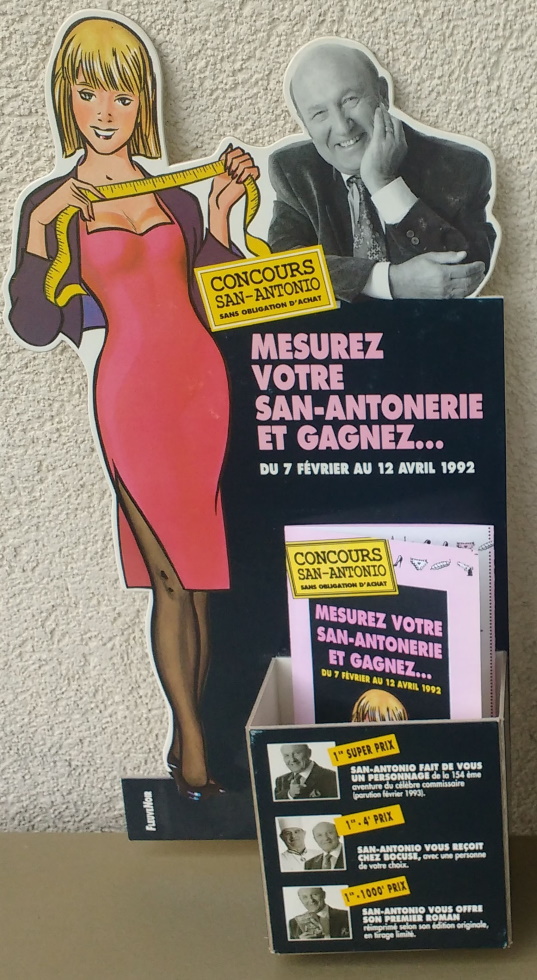 CONCOURS
SAN-ANTONIO
SANS OBLIGATION D'ACHAT
MESUREZ
VOTRE
SAN-ANTONERIE
ET GAGNEZ...
DU 7 FÉVRIER AU 12 AVRIL 1992
CONCOURS
SAN-ANTONIO
SANS OBLIGATION D'ACHAT
MESUREZ VOTRE
SAN-ANTONERIE
ET GAGNEZ...
DU 7 FÉVRIER AU 12 AVRIL 1992
1er SUPER PRIX
SAN-ANTONIO FAIT DE VOUS
UN PERSONNAGE de la 154 ème
aventure du célèbre commissaire
(parution février 1993).
1er - 4e PRIX
SAN-ANTONIO VOUS REÇOIT
CHEZ BOCUSE, avec une personne
de votre choix.
1er - 1000e PRIX
SAN-ANTONIO VOUS OFFRE
SON PREMIER ROMAN
réimprimé selon son édition originale,
en tirage limité.
FLEUVE NOIR